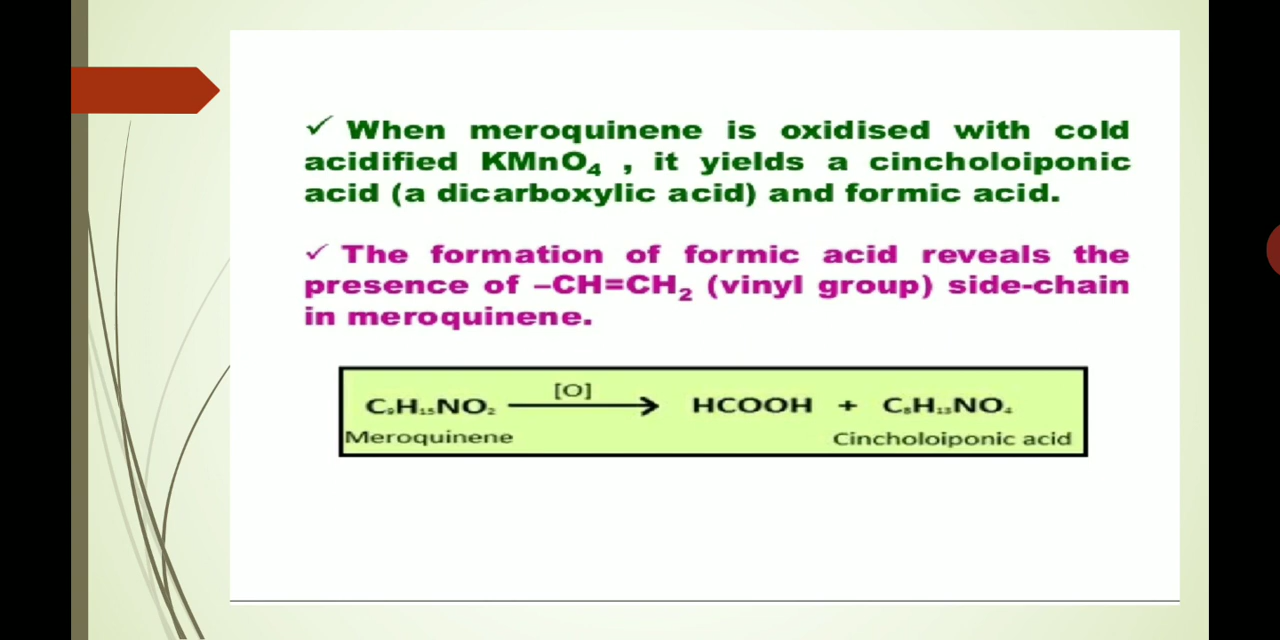 ✓ When meroquinene is oxidised with cold
acidified KMnO₄ , it yields a cincholoiponic
acid (a dicarboxylic acid) and formic acid.
✓ The formation of formic acid reveals the
presence of –CH=CH₂ (vinyl group) side-chain
in meroquinene.
[O]
C₉H₁₅NO₂ ⟶ HCOOH + C₈H₁₃NO₄
Meroquinene Cincholoiponic acid